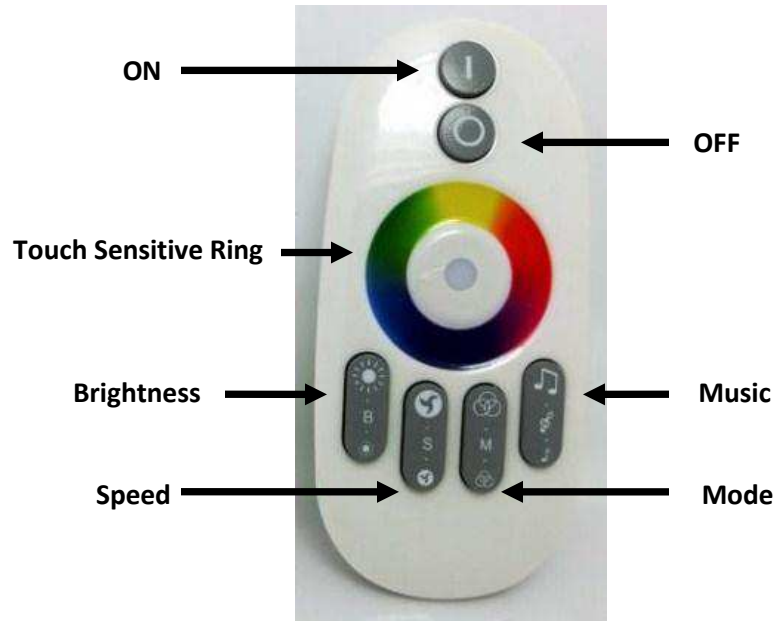 ON
OFF
Touch Sensitive Ring
Brightness
Music
B
S
M
Speed
Mode